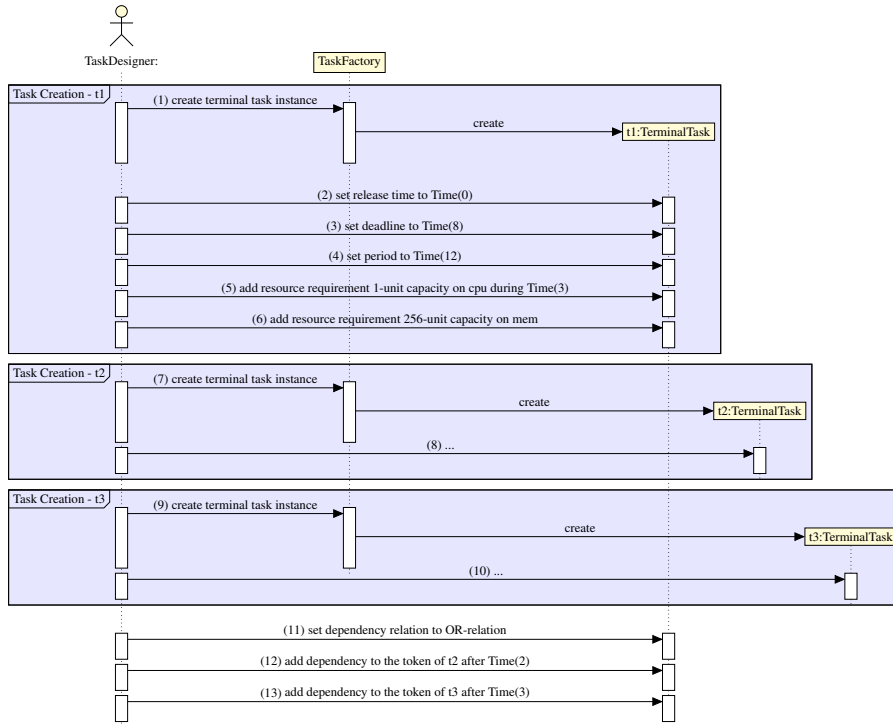 TaskDesigner:
TaskFactory
Task Creation - t1
(1) create terminal task instance
create
t1:TerminalTask
(2) set release time to Time(0)
(3) set deadline to Time(8)
(4) set period to Time(12)
(5) add resource requirement 1-unit capacity on cpu during Time(3)
(6) add resource requirement 256-unit capacity on mem
Task Creation - t2
(7) create terminal task instance
create
t2:TerminalTask
(8) ...
Task Creation - t3
(9) create terminal task instance
create
t3:TerminalTask
(10) ...
(11) set dependency relation to OR-relation
(12) add dependency to the token of t2 after Time(2)
(13) add dependency to the token of t3 after Time(3)